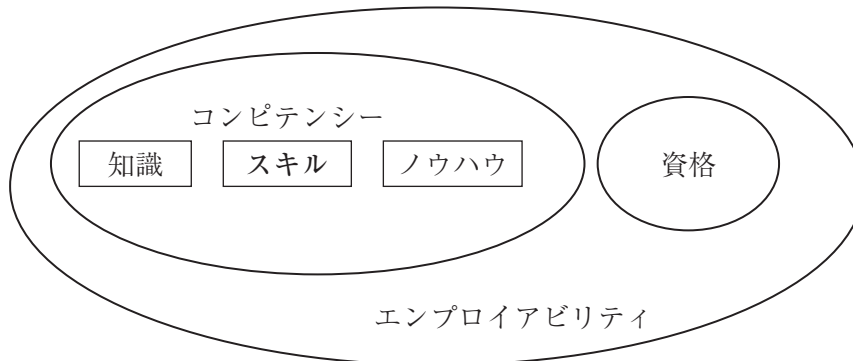 コンピテンシー
知識 スキル ノウハウ
資格
エンプロイアビリティ